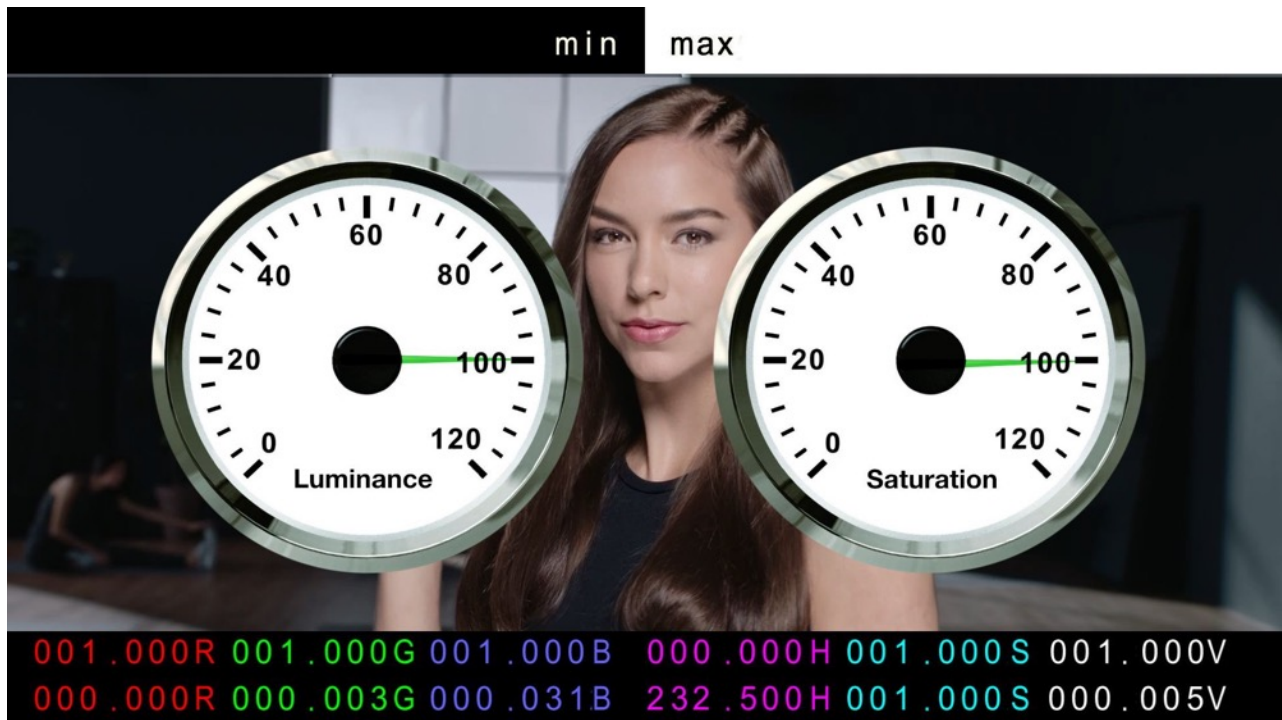 min max
60 60
40 80 40 80
20 100 20 100
0 120 0 120
Luminance Saturation
001.000R 001.000G 001.000B 000.000H 001.000S 001.000V
000.000R 000.003G 000.031B 232.500H 001.000S 000.005V